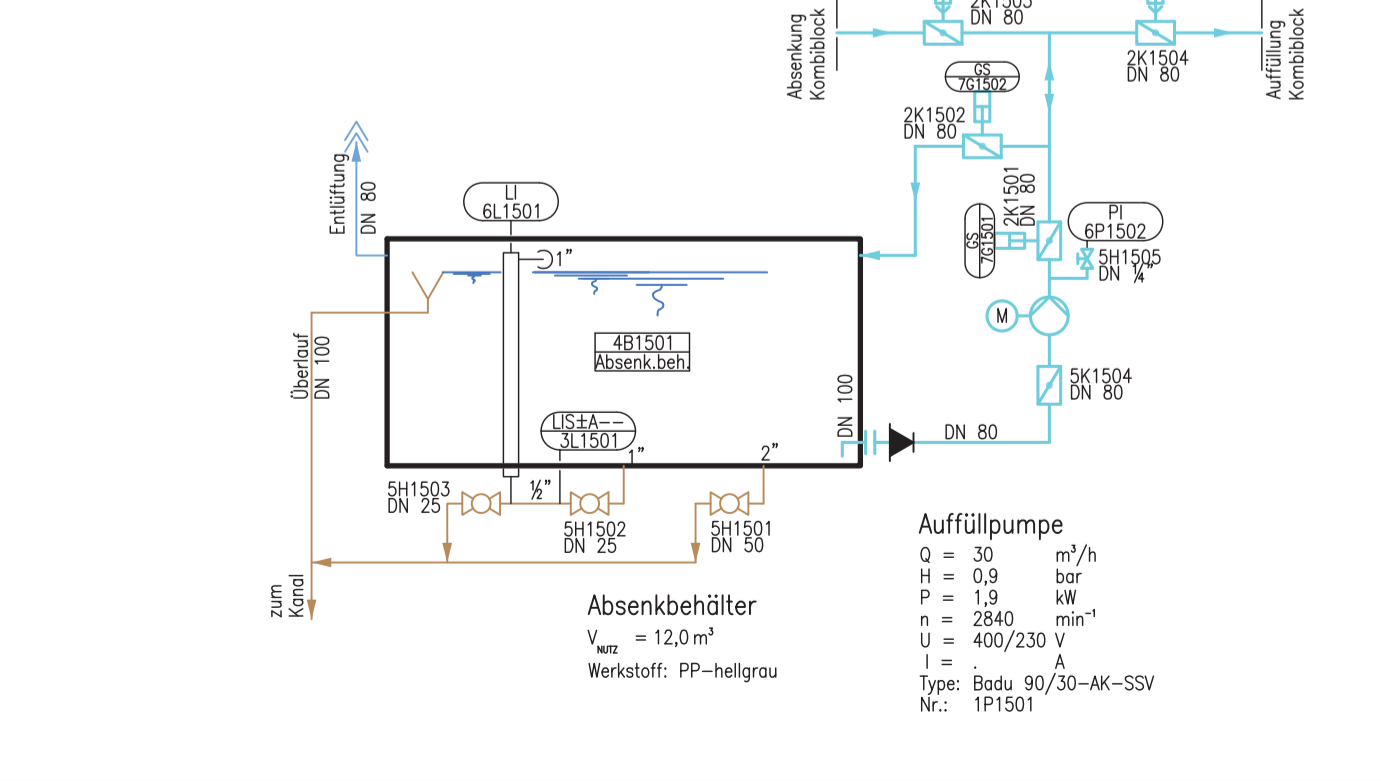 2K1503
DN 80
Absenkung
Kombiblock
2K1504
DN 80
Auffüllung
Kombiblock
GS
7G1502
2K1502
DN 80
Entlüftung
DN 80
LI
6L1501
2K1501
DN 80
GS
7G1501
PI
6P1502
5H1505
DN ¼"
1"
M
4B1501
Absenk.beh.
Überlauf
DN 100
5K1504
DN 80
DN 100
DN 80
LIS±A--
3L1501
1"
2"
5H1503
DN 25
½"
5H1502
DN 25
5H1501
DN 50
zum
Kanal
Absenkbehälter
V NUTZ = 12,0 m³
Werkstoff: PP-hellgrau
Auffüllpumpe
Q = 30 m³/h
H = 0,9 bar
P = 1,9 kW
n = 2840 min⁻¹
U = 400/230 V
I = . A
Type: Badu 90/30-AK-SSV
Nr.: 1P1501